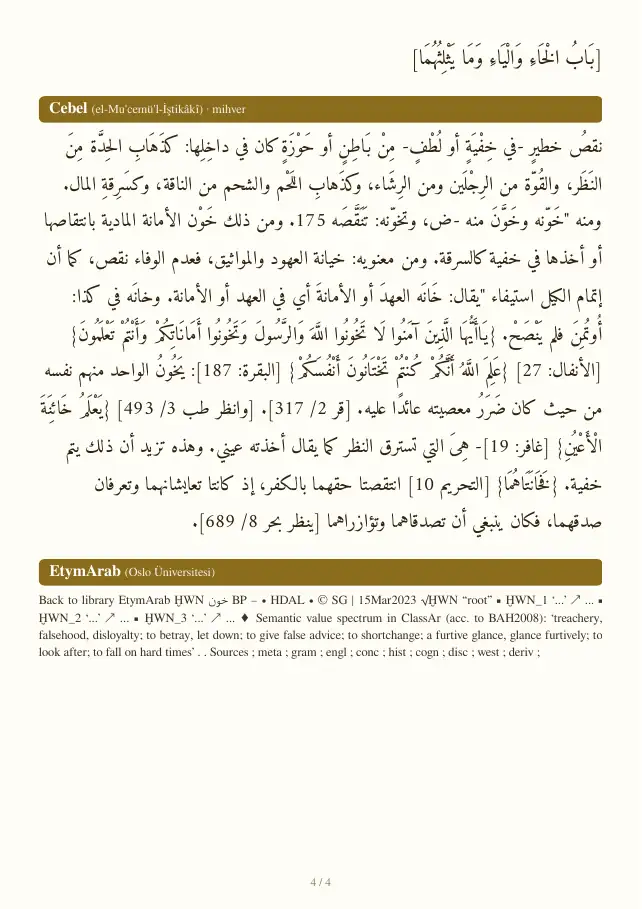 [بَابُ الْخَاءِ وَالْيَاءِ وَمَا يَثْلِثُهُمَا]
Cebel (el-Mu'cemü'l-İştikâkî) · mihver
نقصُ خطيرٍ -في خِفْيَةٍ أو لُطْفٍ- مِنْ بَاطِنٍ أو حَوْزَةٍ كان في داخِلِها: كذَهَابِ الحِدَّة مِنَ
النَظَر، والقُوّة من الرِجْلَين ومن الرِشَاء، وكذَهابِ اللَحْم والشحم من الناقة، وكسَرِقةِ المال.
ومنه "خَوّنه وخَوَّنَ منه -ض، وتخوّنه: تَنَقَّصَه 175. ومن ذلك خَوْن الأمانة المادية بانتقاصها
أو أخذها في خفية كالسرقة. ومن معنويه: خيانة العهود والمواثيق، فعدم الوفاء نقص، كما أن
إتمام الكيل استيفاء "يقال: خَانَه العهدَ أو الأمانةَ أي في العهد أو الأمانة. وخانَه في كذا:
أُوتُمِنَ فلم يَنْصَحْ. {يَاأَيُّهَا الَّذِينَ آمَنُوا لَا تَخُونُوا اللَّهَ وَالرَّسُولَ وَتَخُونُوا أَمَانَاتِكُمْ وَأَنْتُمْ تَعْلَمُونَ}
[الأنفال: 27] {عَلِمَ اللَّهُ أَنَّكُمْ كُنْتُمْ تَخْتَانُونَ أَنْفُسَكُمْ} [البقرة: 187]: يَخُونُ الواحد منهم نفسه
من حيث كان ضَرَرُ معصيته عائدًا عليه. [قر 2/ 317]. [وانظر طب 3/ 493] {يَعْلَمُ خَائِنَةَ
الْأَعْيُنِ} [غافر: 19]- هِىَ التي تسترق النظر كما يقال أخذته عيني. وهذه تزيد أن ذلك يتم
خفية. {فَخَانَتَاهُمَا} [التحريم 10] انتقصتا حقهما بالكفر، إذ كانتا تعايشانهما وتعرفان
صدقهما، فكان ينبغي أن تصدقاهما وتؤازراهما [ينظر بحر 8/ 689].
EtymArab (Oslo Üniversitesi)
Back to library EtymArab ḪWN خون BP – • HDAL • © SG | 15Mar2023 √ḪWN “root” ▪ ḪWN_1 ‘...’ ↗ ... ▪
ḪWN_2 ‘...’ ↗ ... ▪ ḪWN_3 ‘...’ ↗ ... ♦ Semantic value spectrum in ClassAr (acc. to BAH2008): ‘treachery,
falsehood, disloyalty; to betray, let down; to give false advice; to shortchange; a furtive glance, glance furtively; to
look after; to fall on hard times’ . . Sources ; meta ; gram ; engl ; conc ; hist ; cogn ; disc ; west ; deriv ;
4 / 4